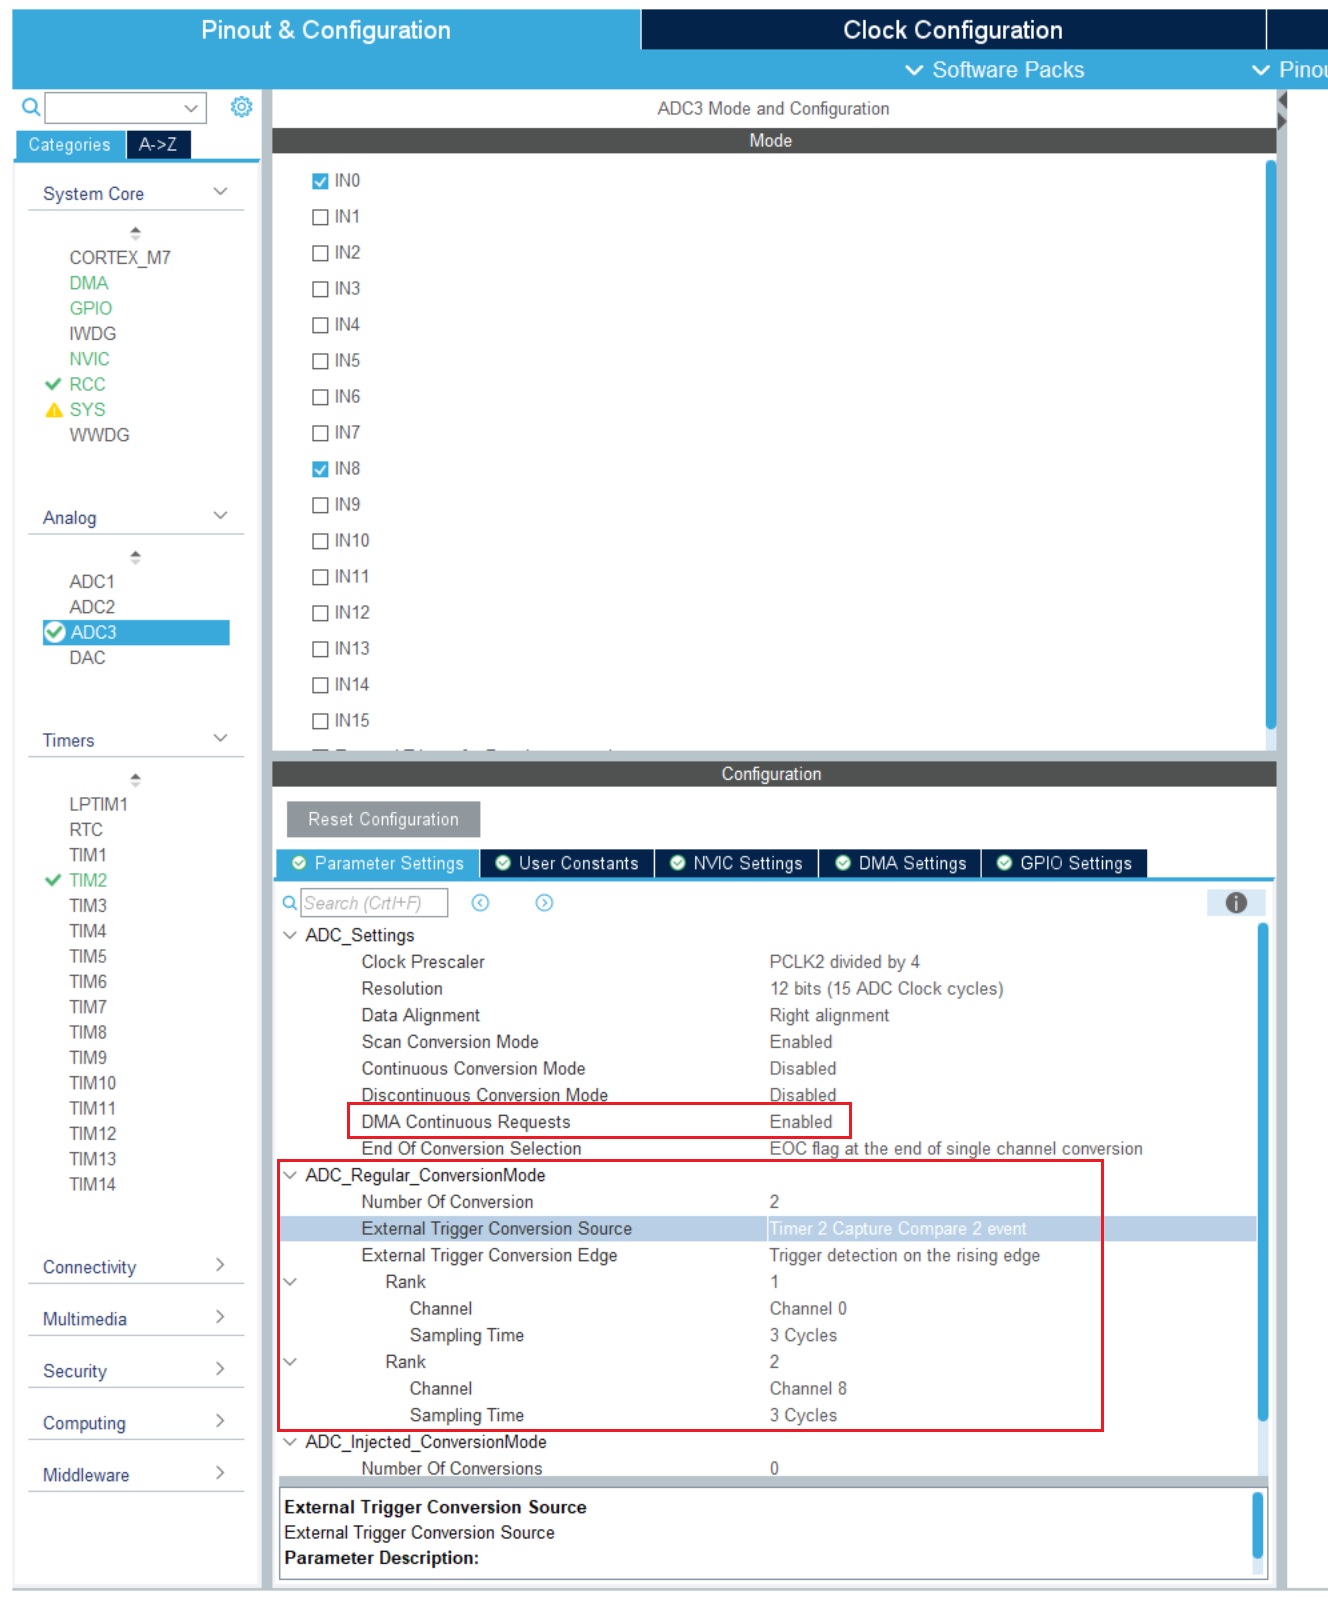 Pinout & Configuration
Clock Configuration
Software Packs
Pinou
Categories
A->Z
System Core
CORTEX_M7
DMA
GPIO
IWDG
NVIC
RCC
SYS
WWDG
Analog
ADC1
ADC2
ADC3
DAC
Timers
LPTIM1
RTC
TIM1
TIM2
TIM3
TIM4
TIM5
TIM6
TIM7
TIM8
TIM9
TIM10
TIM11
TIM12
TIM13
TIM14
Connectivity
Multimedia
Security
Computing
Middleware
ADC3 Mode and Configuration
Mode
IN0
IN1
IN2
IN3
IN4
IN5
IN6
IN7
IN8
IN9
IN10
IN11
IN12
IN13
IN14
IN15
Configuration
Reset Configuration
Parameter Settings
User Constants
NVIC Settings
DMA Settings
GPIO Settings
Search (Crtl+F)
ADC_Settings
Clock Prescaler PCLK2 divided by 4
Resolution 12 bits (15 ADC Clock cycles)
Data Alignment Right alignment
Scan Conversion Mode Enabled
Continuous Conversion Mode Disabled
Discontinuous Conversion Mode Disabled
DMA Continuous Requests Enabled
End Of Conversion Selection EOC flag at the end of single channel conversion
ADC_Regular_ConversionMode
Number Of Conversion 2
External Trigger Conversion Source Timer 2 Capture Compare 2 event
External Trigger Conversion Edge Trigger detection on the rising edge
Rank 1
Channel Channel 0
Sampling Time 3 Cycles
Rank 2
Channel Channel 8
Sampling Time 3 Cycles
ADC_Injected_ConversionMode
Number Of Conversions 0
External Trigger Conversion Source
External Trigger Conversion Source
Parameter Description: